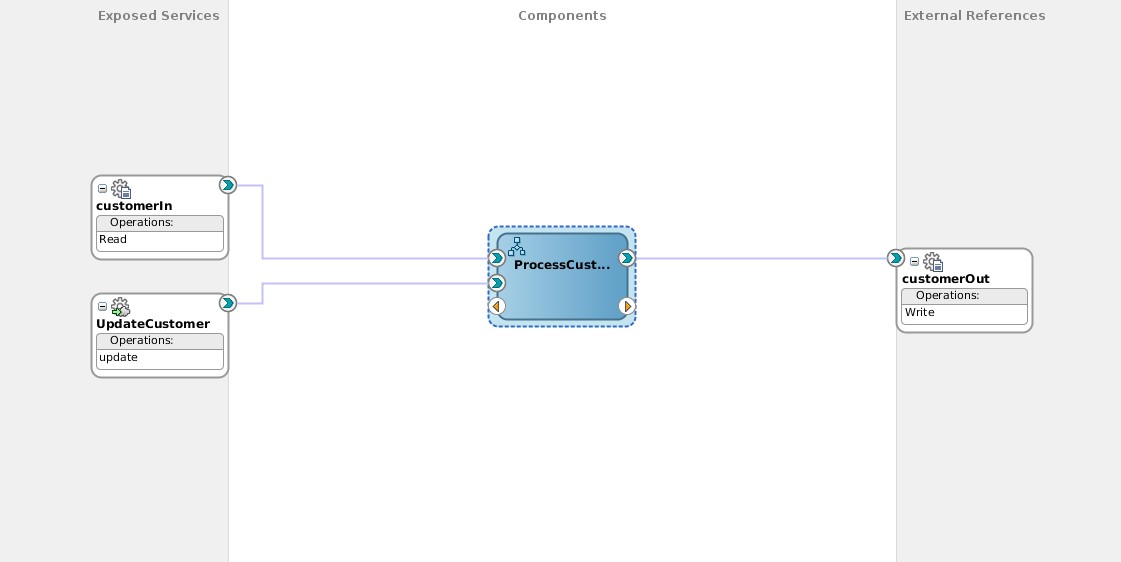 Exposed Services
Components
External References
customerIn
Operations:
Read
UpdateCustomer
Operations:
update
ProcessCust...
customerOut
Operations:
Write